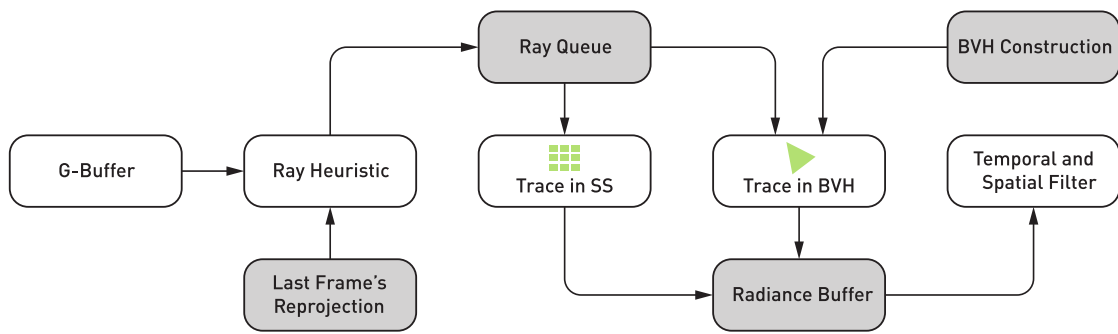 Ray Queue
BVH Construction
G-Buffer
Ray Heuristic
Trace in SS
Trace in BVH
Temporal and
Spatial Filter
Last Frame's
Reprojection
Radiance Buffer